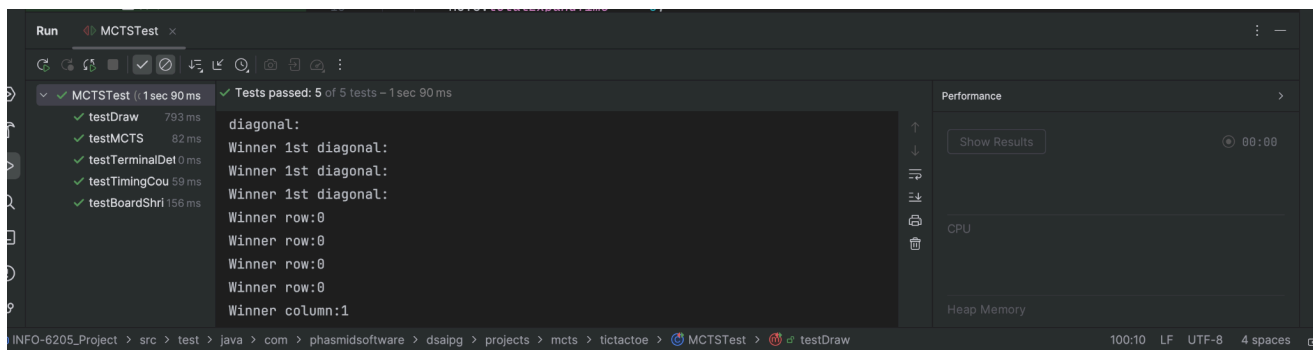 Run MCTSTest
MCTSTest 1 sec 90 ms
testDraw 793 ms
testMCTS 82 ms
testTerminalDet 0 ms
testTimingCou 59 ms
testBoardShri 156 ms
Tests passed: 5 of 5 tests – 1 sec 90 ms
diagonal:
Winner 1st diagonal:
Winner 1st diagonal:
Winner 1st diagonal:
Winner row:0
Winner row:0
Winner row:0
Winner row:0
Winner column:1
Performance
Show Results 00:00
CPU
Heap Memory
INFO-6205_Project > src > test > java > com > phasmidsoftware > dsaipg > projects > mcts > tictactoe > MCTSTest > testDraw 100:10 LF UTF-8 4 spaces